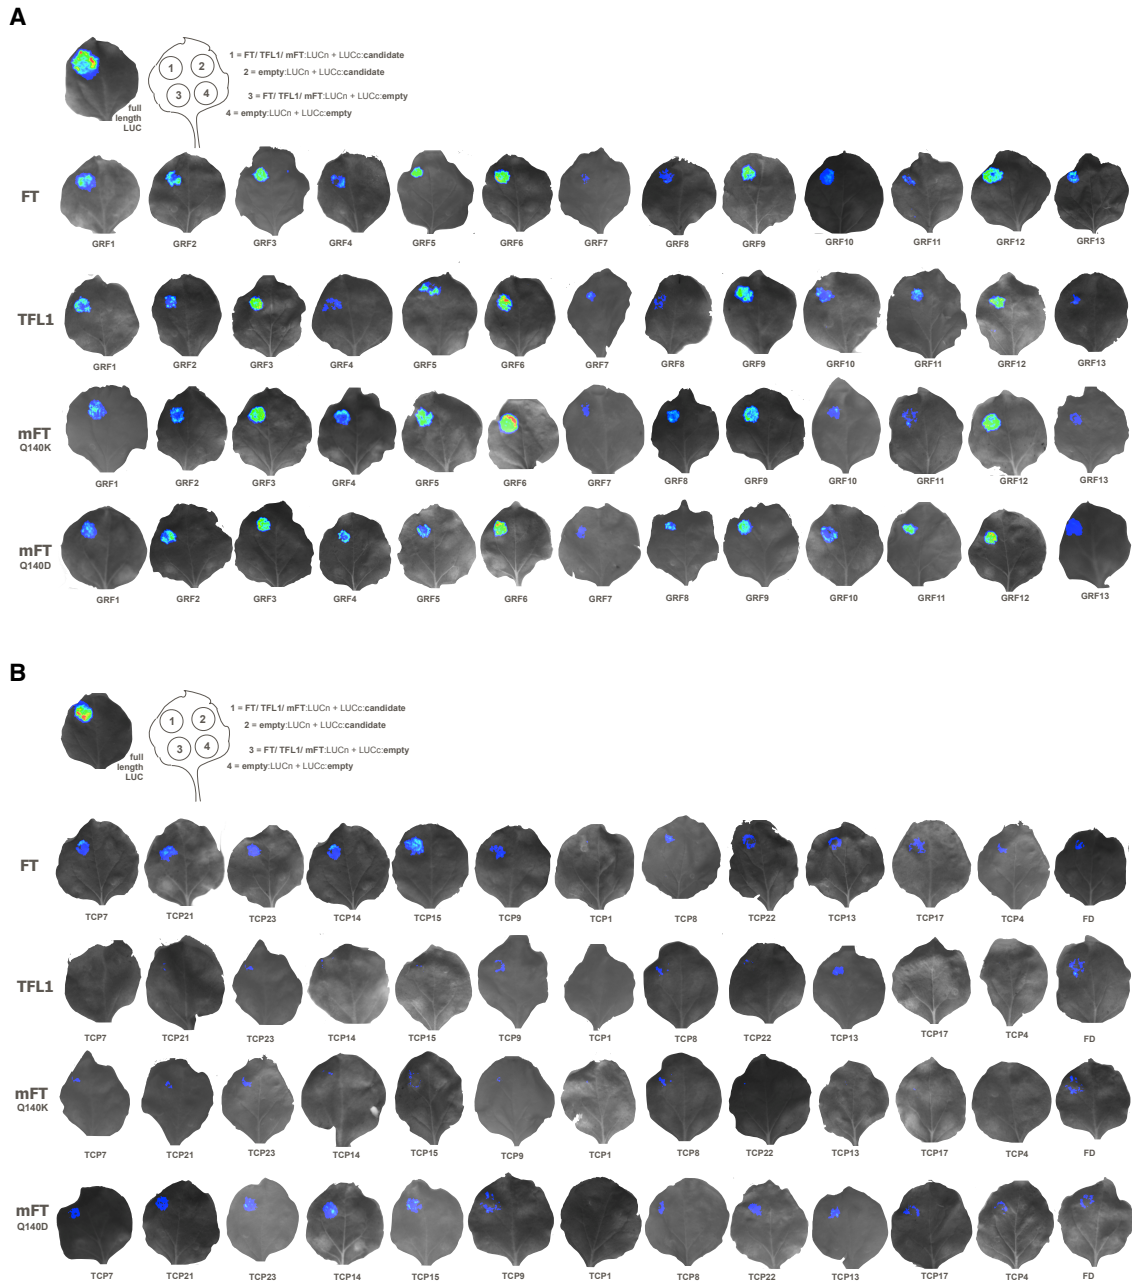 A
1 = FT/ TFL1/ mFT:LUCn + LUCc:candidate
1 2
2 = empty:LUCn + LUCc:candidate
3 4
3 = FT/ TFL1/ mFT:LUCn + LUCc:empty
full
length
LUC
4 = empty:LUCn + LUCc:empty
FT
GRF1 GRF2 GRF3 GRF4 GRF5 GRF6 GRF7 GRF8 GRF9 GRF10 GRF11 GRF12 GRF13
TFL1
GRF1 GRF2 GRF3 GRF4 GRF5 GRF6 GRF7 GRF8 GRF9 GRF10 GRF11 GRF12 GRF13
mFT
Q140K
GRF1 GRF2 GRF3 GRF4 GRF5 GRF6 GRF7 GRF8 GRF9 GRF10 GRF11 GRF12 GRF13
mFT
Q140D
GRF1 GRF2 GRF3 GRF4 GRF5 GRF6 GRF7 GRF8 GRF9 GRF10 GRF11 GRF12 GRF13
B
1 = FT/ TFL1/ mFT:LUCn + LUCc:candidate
1 2
2 = empty:LUCn + LUCc:candidate
3 4
3 = FT/ TFL1/ mFT:LUCn + LUCc:empty
full
length
LUC
4 = empty:LUCn + LUCc:empty
FT
TCP7 TCP21 TCP23 TCP14 TCP15 TCP9 TCP1 TCP8 TCP22 TCP13 TCP17 TCP4 FD
TFL1
TCP7 TCP21 TCP23 TCP14 TCP15 TCP9 TCP1 TCP8 TCP22 TCP13 TCP17 TCP4 FD
mFT
Q140K
TCP7 TCP21 TCP23 TCP14 TCP15 TCP9 TCP1 TCP8 TCP22 TCP13 TCP17 TCP4 FD
mFT
Q140D
TCP7 TCP21 TCP23 TCP14 TCP15 TCP9 TCP1 TCP8 TCP22 TCP13 TCP17 TCP4 FD